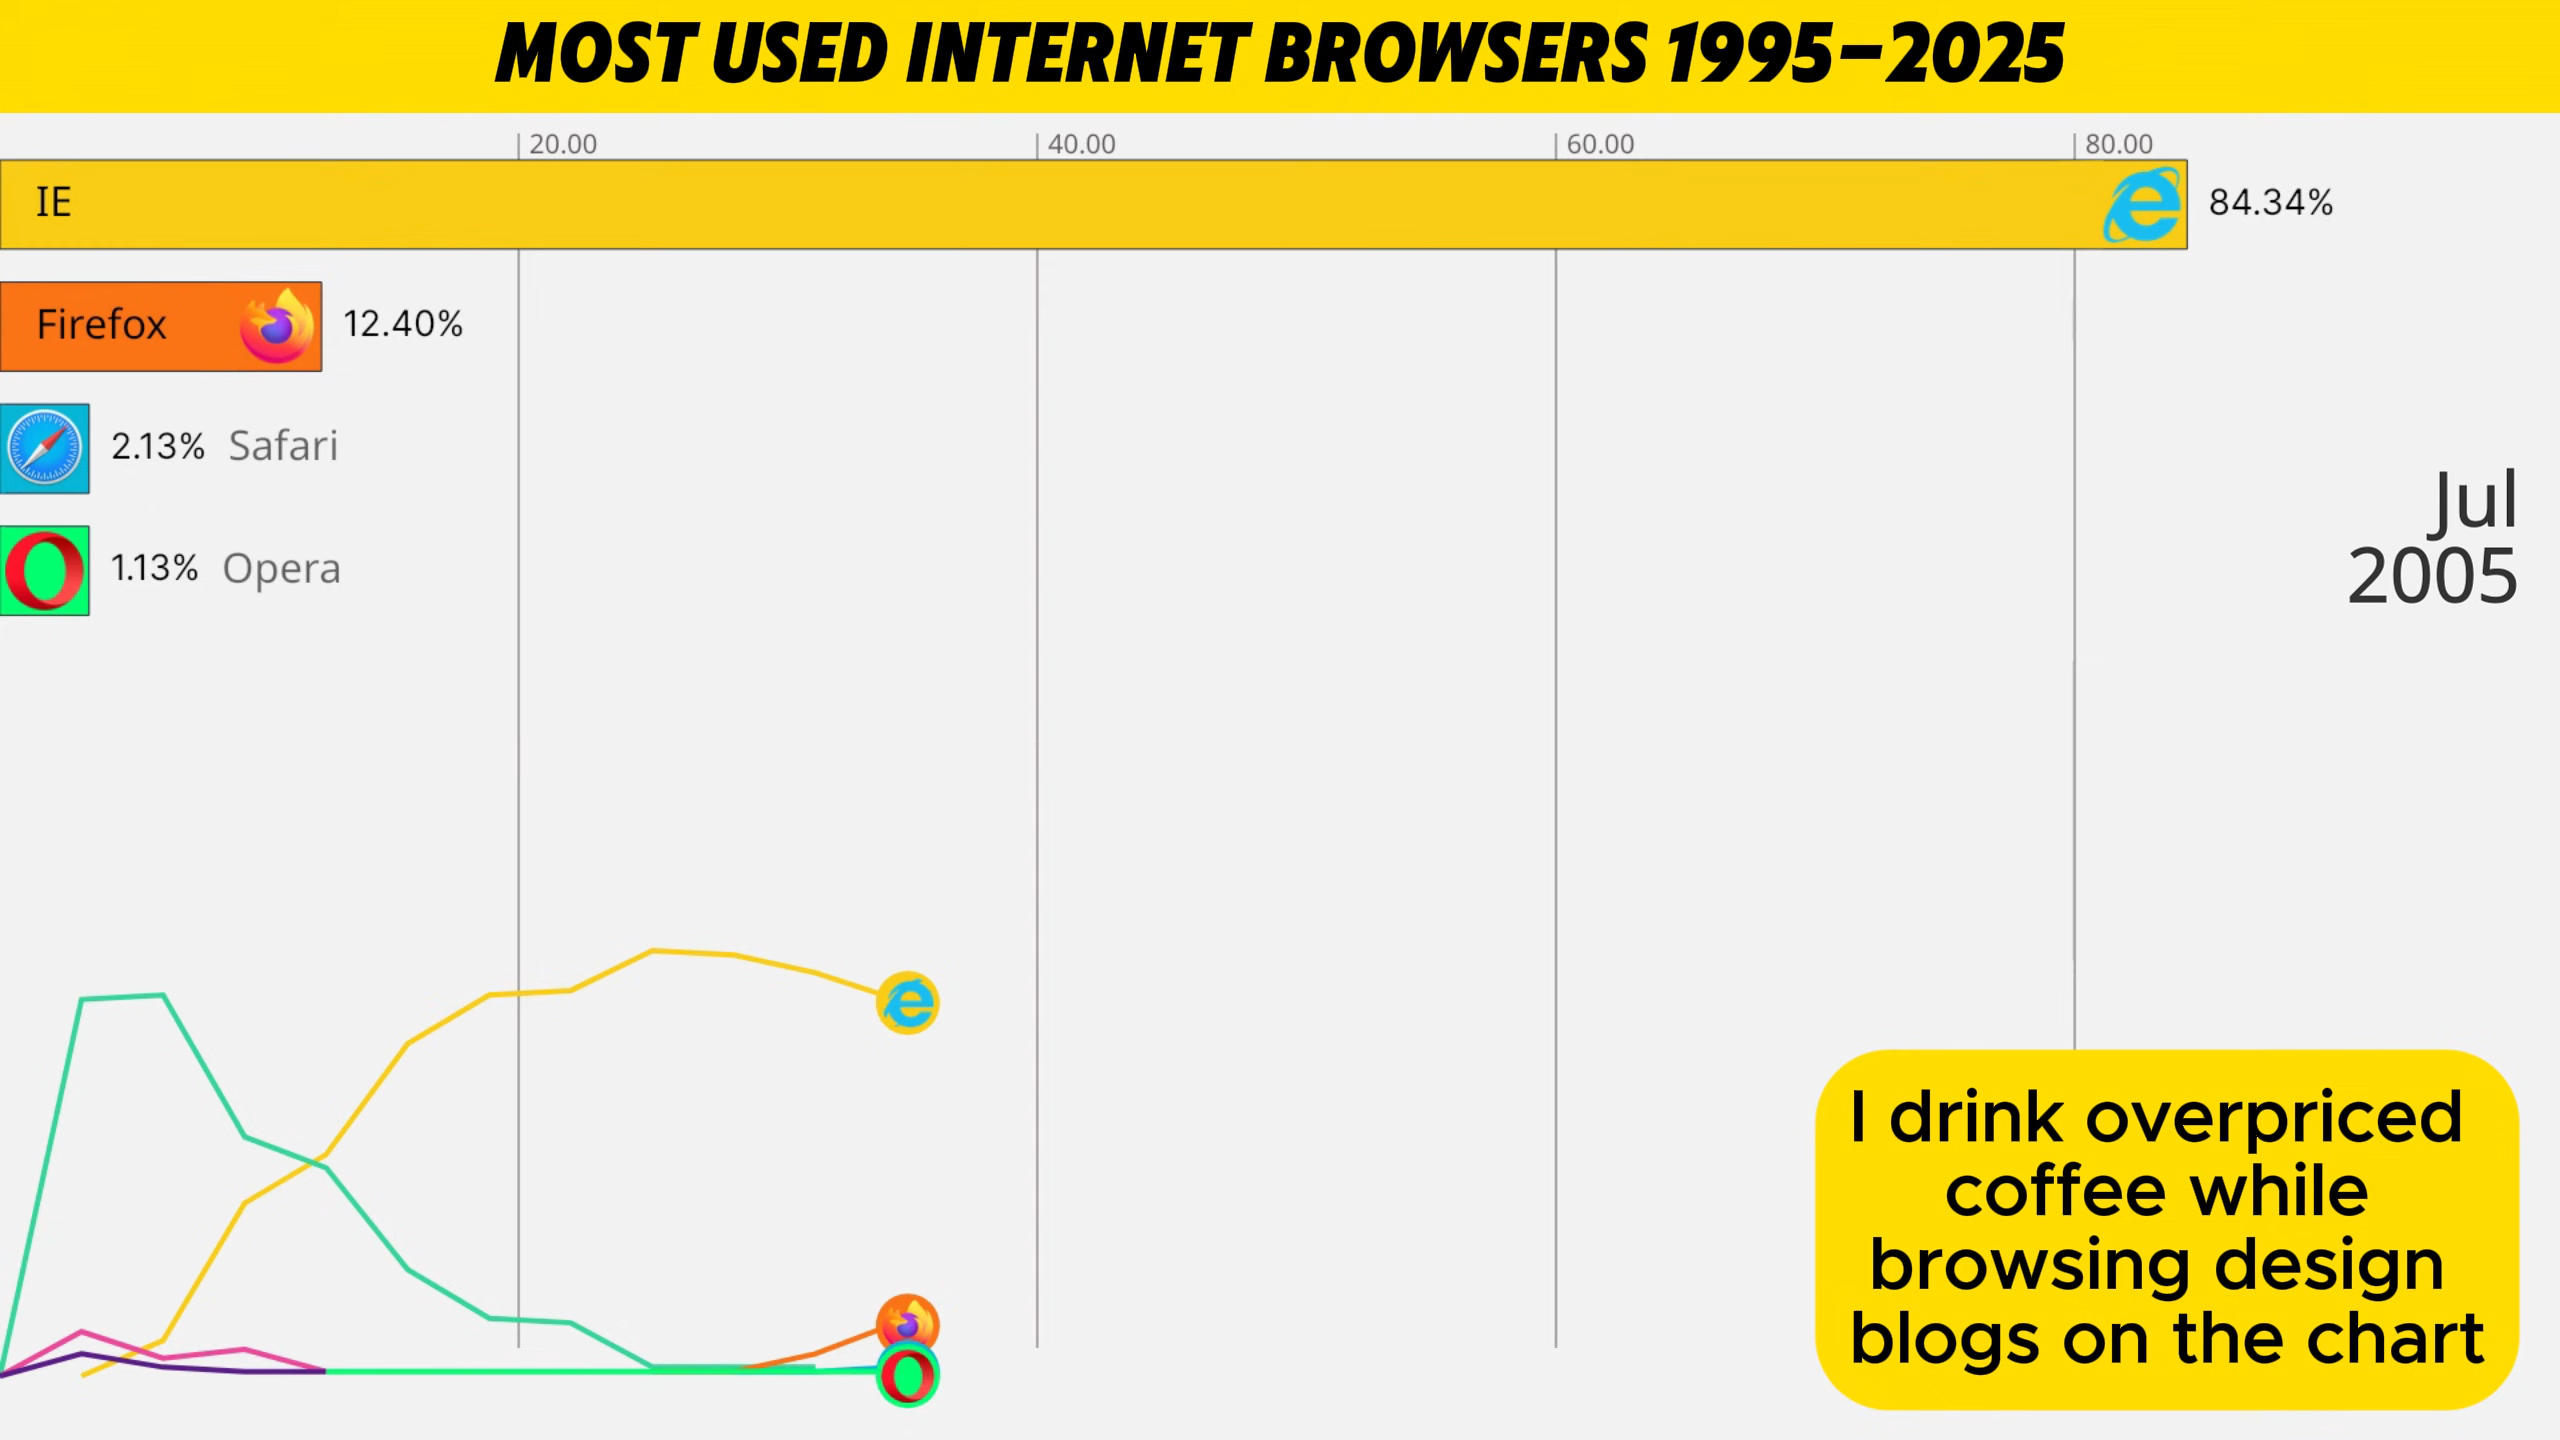 MOST USED INTERNET BROWSERS 1995–2025
20.00 40.00 60.00 80.00
IE 84.34%
Firefox 12.40%
2.13% Safari
1.13% Opera
Jul
2005
I drink overpriced
coffee while
browsing design
blogs on the chart